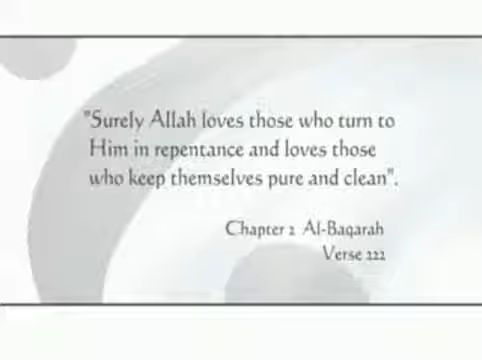 "Surely Allah loves those who turn to
Him in repentance and loves those
who keep themselves pure and clean".
Chapter 2 Al-Baqarah
Verse 222